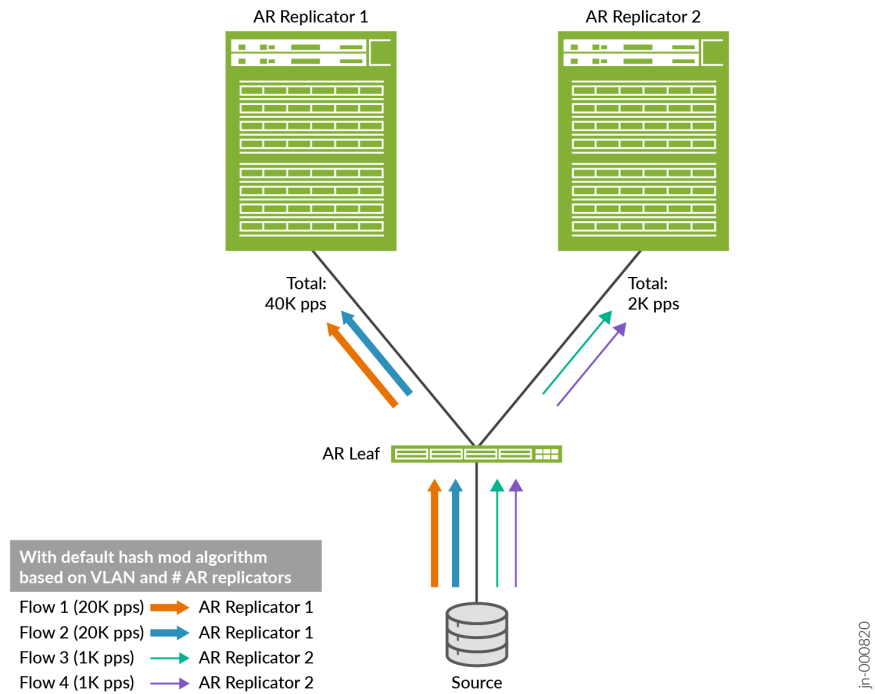 AR Replicator 1
AR Replicator 2
Total:
40K pps
Total:
2K pps
AR Leaf
With default hash mod algorithm
based on VLAN and # AR replicators
Flow 1 (20K pps) AR Replicator 1
Flow 2 (20K pps) AR Replicator 1
Flow 3 (1K pps) AR Replicator 2
Flow 4 (1K pps) AR Replicator 2
Source
jn-000820